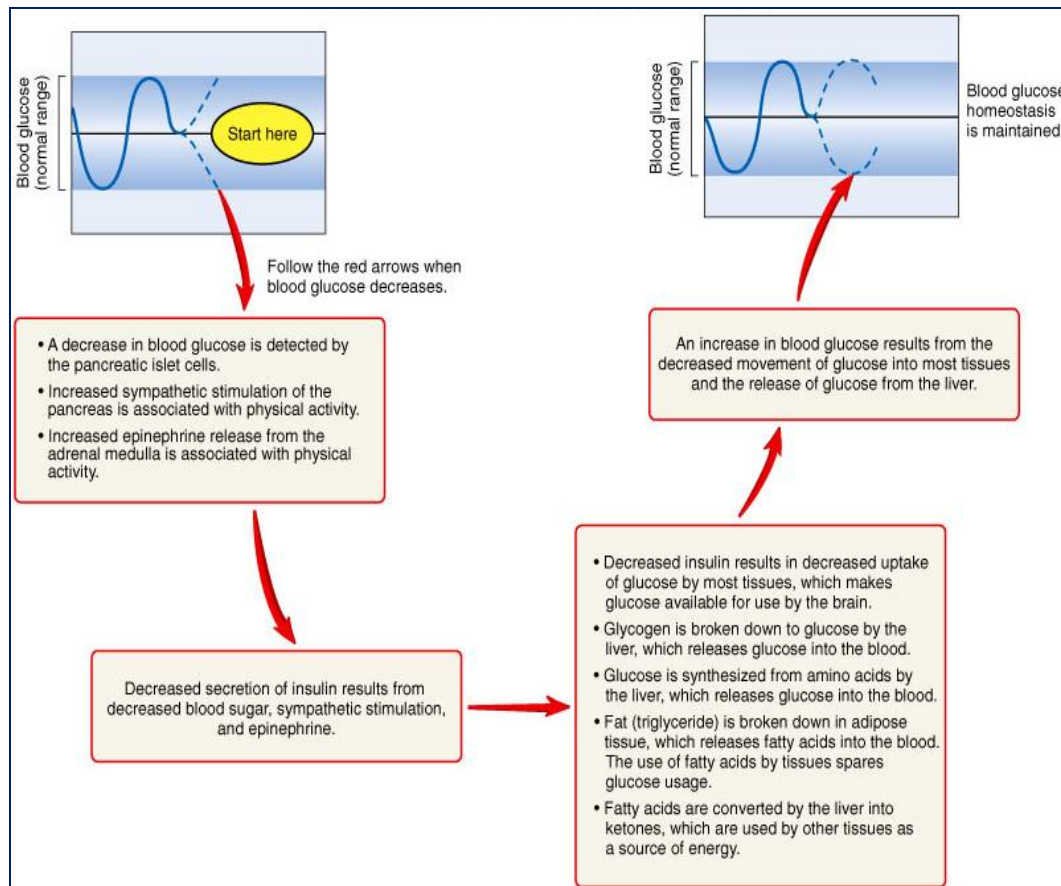 Blood glucose
(normal range)
Start here
Follow the red arrows when
blood glucose decreases.
• A decrease in blood glucose is detected by
the pancreatic islet cells.
• Increased sympathetic stimulation of the
pancreas is associated with physical activity.
• Increased epinephrine release from the
adrenal medulla is associated with physical
activity.
Decreased secretion of insulin results from
decreased blood sugar, sympathetic stimulation,
and epinephrine.
• Decreased insulin results in decreased uptake
of glucose by most tissues, which makes
glucose available for use by the brain.
• Glycogen is broken down to glucose by the
liver, which releases glucose into the blood.
• Glucose is synthesized from amino acids by
the liver, which releases glucose into the blood.
• Fat (triglyceride) is broken down in adipose
tissue, which releases fatty acids into the blood.
The use of fatty acids by tissues spares
glucose usage.
• Fatty acids are converted by the liver into
ketones, which are used by other tissues as
a source of energy.
An increase in blood glucose results from the
decreased movement of glucose into most tissues
and the release of glucose from the liver.
Blood glucose
(normal range)
Blood glucose
homeostasis
is maintained